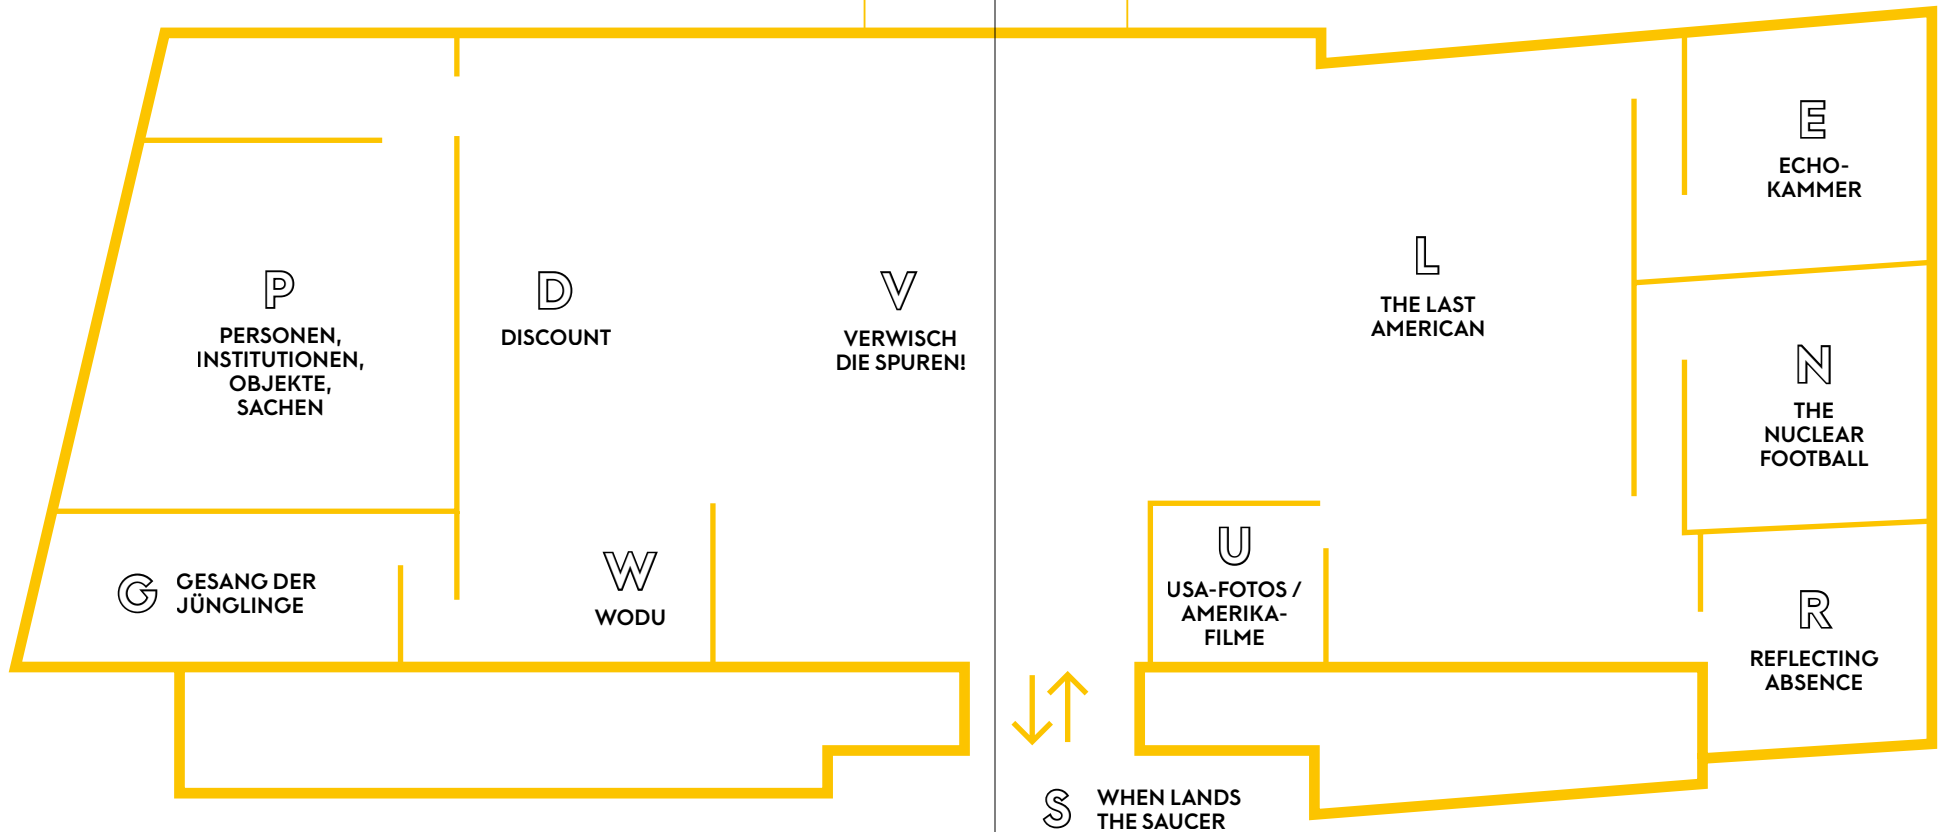 P
PERSONEN,
INSTITUTIONEN,
OBJEKTE,
SACHEN
D
DISCOUNT
V
VERWISCH
DIE SPUREN!
L
THE LAST
AMERICAN
E
ECHO-
KAMMER
N
THE
NUCLEAR
FOOTBALL
G
GESANG DER
JÜNGLINGE
W
WODU
U
USA-FOTOS /
AMERIKA-
FILME
R
REFLECTING
ABSENCE
S
WHEN LANDS
THE SAUCER